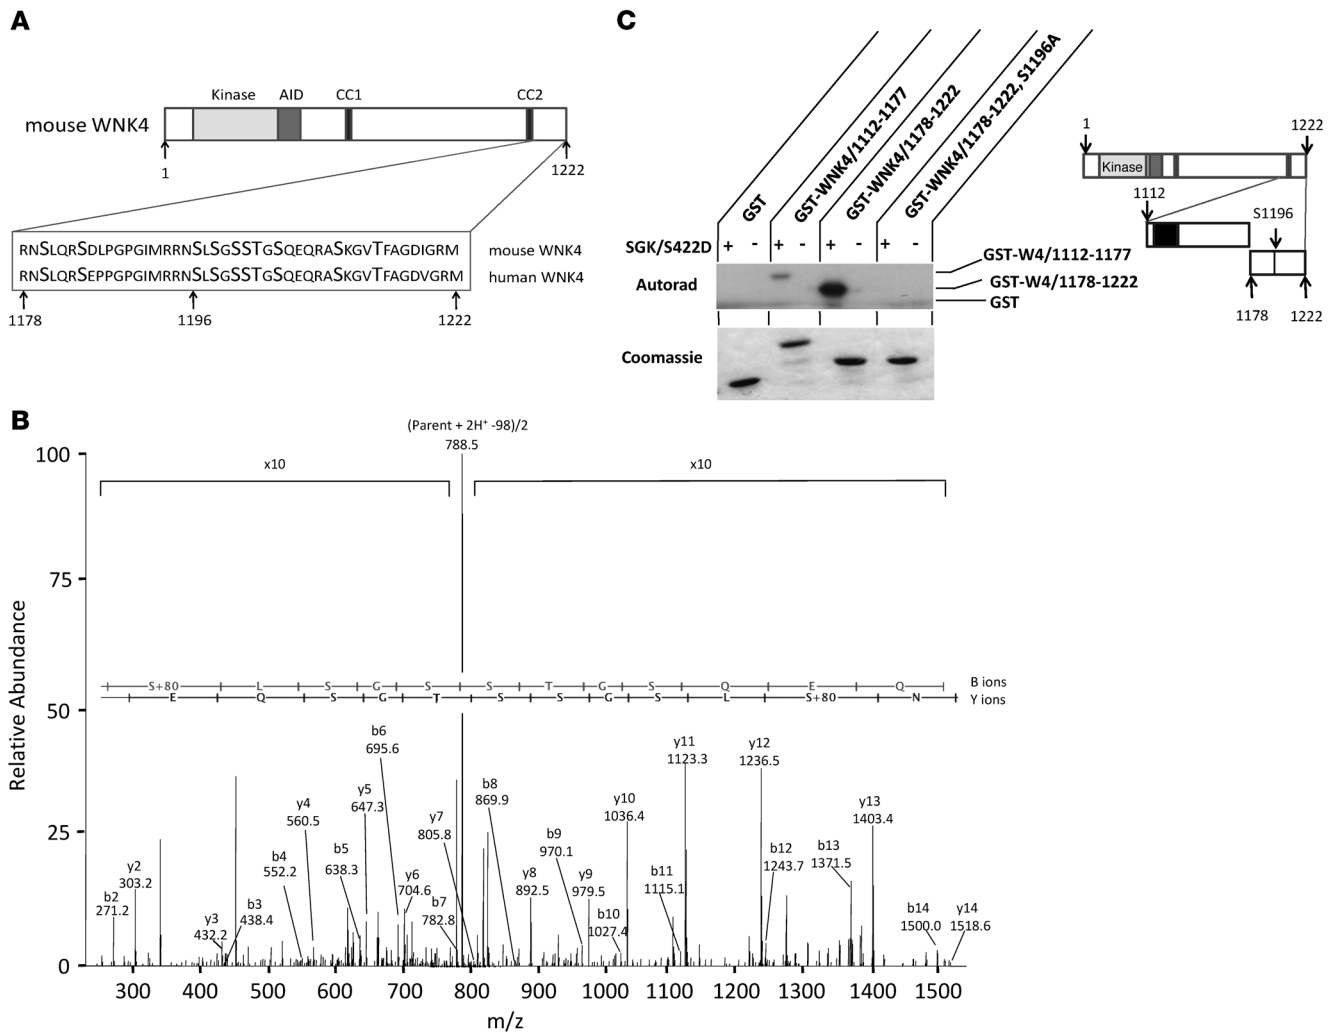 A
Kinase AID CC1 CC2
mouse WNK4
1
1222
RNSLQRSDLPGPGIMRRNSLSGSSTGSQEQRASKGVTFAGDIGRM mouse WNK4
RNSLQRSEPPGPGIMRRNSLSGSSTGSQEQRASKGVTFAGDVGRM human WNK4
1178 1196 1222
C
GST
GST-WNK4/1112-1177
GST-WNK4/1178-1222
GST-WNK4/1178-1222, S1196A
SGK/S422D + - + - + - + -
Autorad
GST-W4/1112-1177
GST-W4/1178-1222
GST
Coomassie
1 1222
Kinase
1112
S1196
1178 1222
B
(Parent + 2H+ -98)/2
788.5
x10 x10
Relative Abundance
100
75
50
25
0
S+80 L S G S S T G S Q E Q B ions
E Q S G T S S G S L S+80 N Y ions
b2
271.2
y2
303.2
y3
432.2
b3
438.4
b4
552.2
y4
560.5
b5
638.3
y5
647.3
b6
695.6
y6
704.6
b7
782.8
y7
805.8
b8
869.9
y8
892.5
b9
970.1
y9
979.5
b10
1027.4
y10
1036.4
b11
1115.1
y11
1123.3
y12
1236.5
b12
1243.7
b13
1371.5
y13
1403.4
b14
1500.0
y14
1518.6
300 400 500 600 700 800 900 1000 1100 1200 1300 1400 1500
m/z